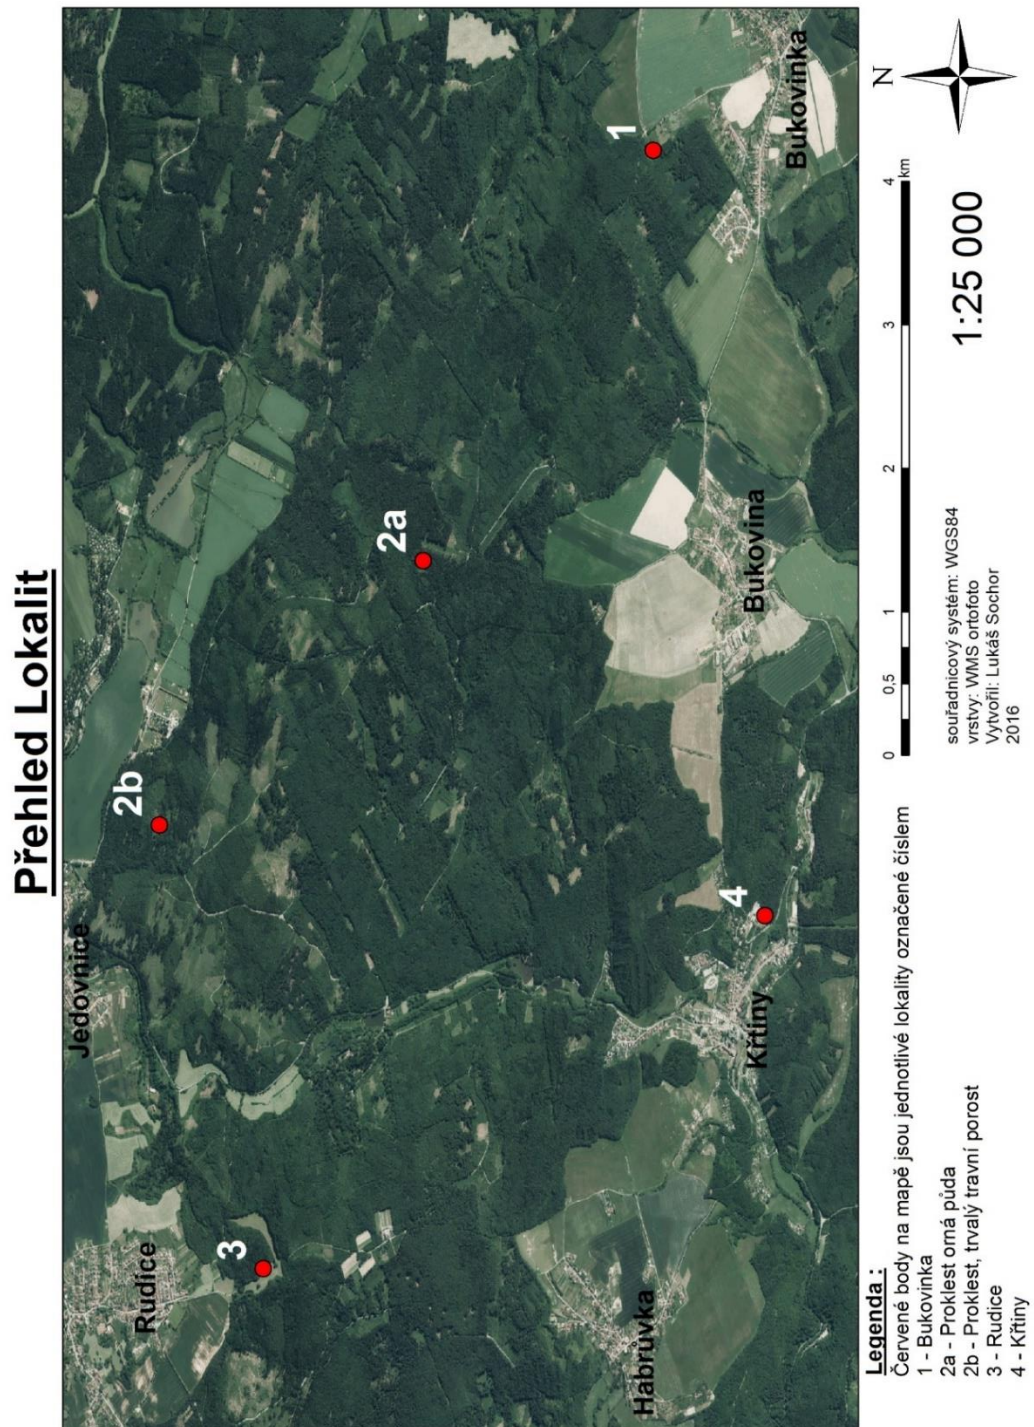 Přehled Lokalit
Jedovnice
Rudice
2b
3
2a
1
Habrůvka
Křtiny
4
Bukovina
Bukovinka
Legenda :
Červené body na mapě jsou jednotlivé lokality označené číslem
1 - Bukovinka
2a - Proklest orná půda
2b - Proklest, trvalý travní porost
3 - Rudice
4 - Křtiny
0 0,5 1 2 3 4 km
1:25 000
souřadnicový systém: WGS84
vrstvy: WMS ortofoto
Vytvořil: Lukáš Sochor
2016
N